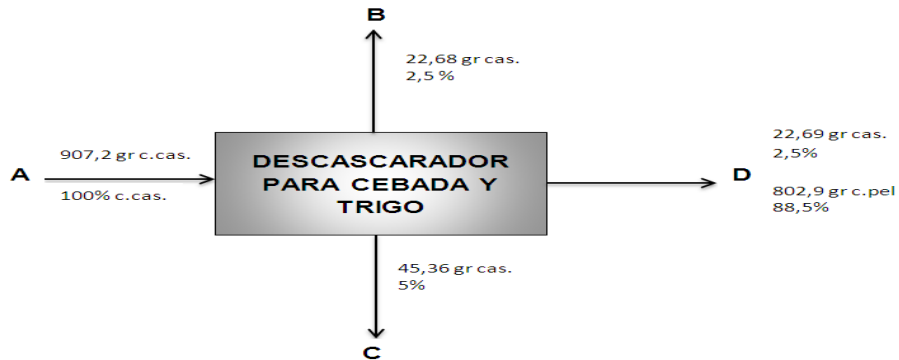 B
22,68 gr cas.
2,5 %
907,2 gr c.cas.
A
100% c.cas.
DESCASCARADOR
PARA CEBADA Y
TRIGO
22,69 gr cas.
2,5%
D
802,9 gr c.pel
88,5%
45,36 gr cas.
5%
C